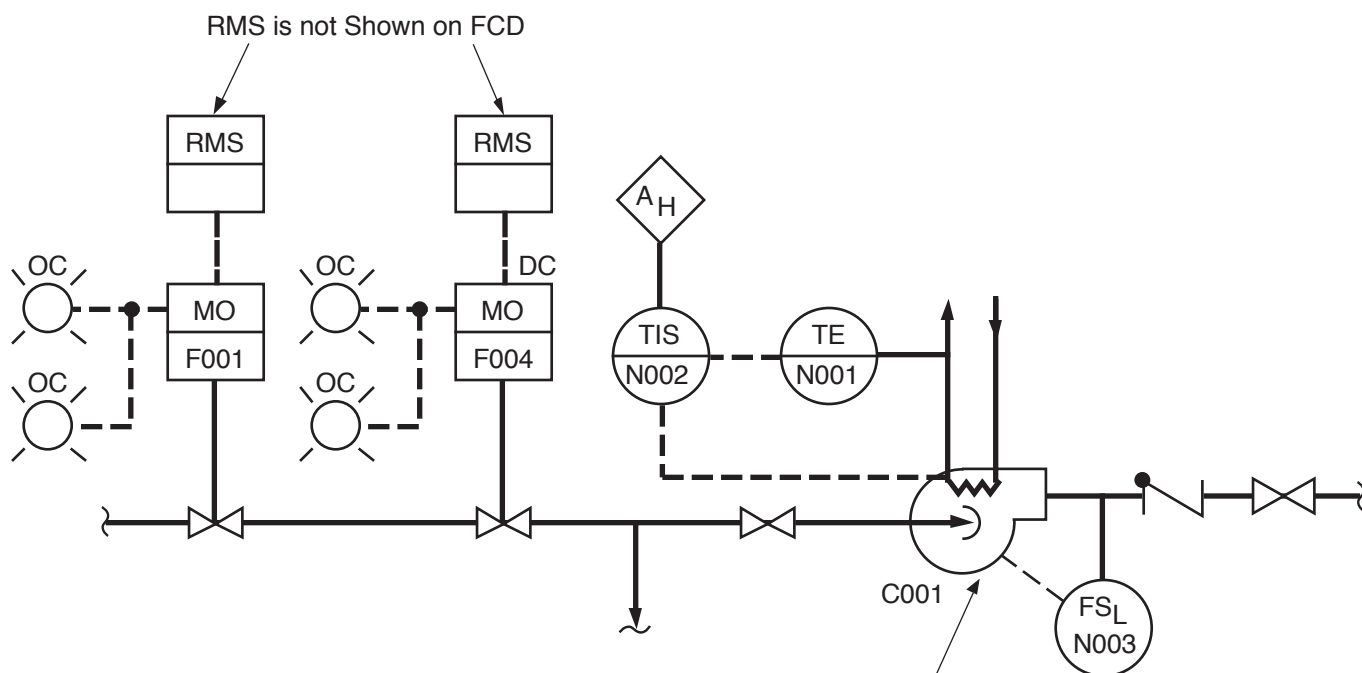 RMS is not Shown on FCD
RMS
RMS
A H
OC
OC
DC
MO
MO
TIS
TE
F001
F004
N002
N001
OC
OC
C001
FSL
N003